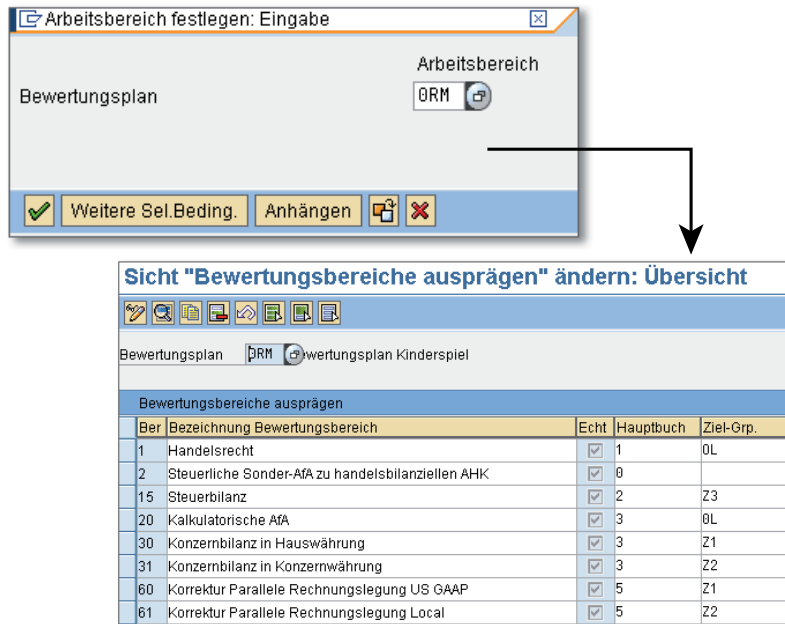 Arbeitsbereich festlegen: Eingabe
Arbeitsbereich
Bewertungsplan 0RM
Weitere Sel.Beding. Anhängen
Sicht "Bewertungsbereiche ausprägen" ändern: Übersicht
Bewertungsplan 0RM ewertungsplan Kinderspiel
Bewertungsbereiche ausprägen
Ber Bezeichnung Bewertungsbereich Echt Hauptbuch Ziel-Grp.
1 Handelsrecht 1 0L
2 Steuerliche Sonder-AfA zu handelsbilanziellen AHK 0
15 Steuerbilanz 2 Z3
20 Kalkulatorische AfA 3 0L
30 Konzernbilanz in Hauswährung 3 Z1
31 Konzernbilanz in Konzernwährung 3 Z2
60 Korrektur Parallele Rechnungslegung US GAAP 5 Z1
61 Korrektur Parallele Rechnungslegung Local 5 Z2